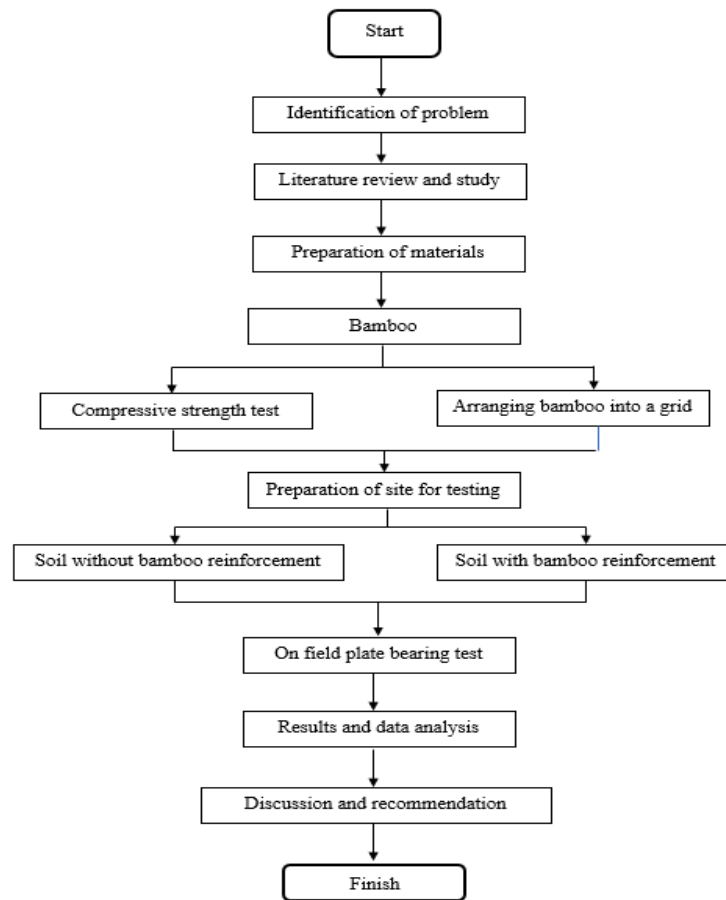 Start
Identification of problem
Literature review and study
Preparation of materials
Bamboo
Compressive strength test
Arranging bamboo into a grid
Preparation of site for testing
Soil without bamboo reinforcement
Soil with bamboo reinforcement
On field plate bearing test
Results and data analysis
Discussion and recommendation
Finish